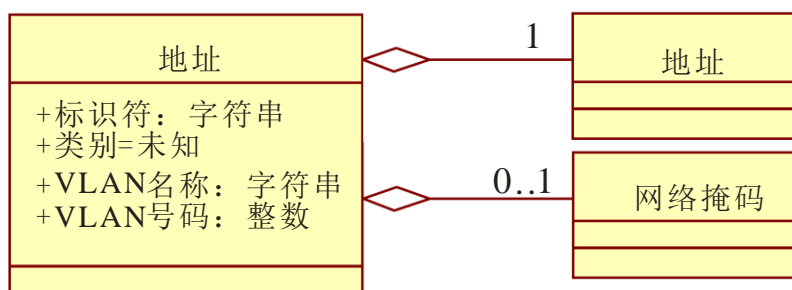 地址
+标识符：字符串
+类别=未知
+VLAN名称：字符串
+VLAN号码：整数
1
地址
0..1
网络掩码